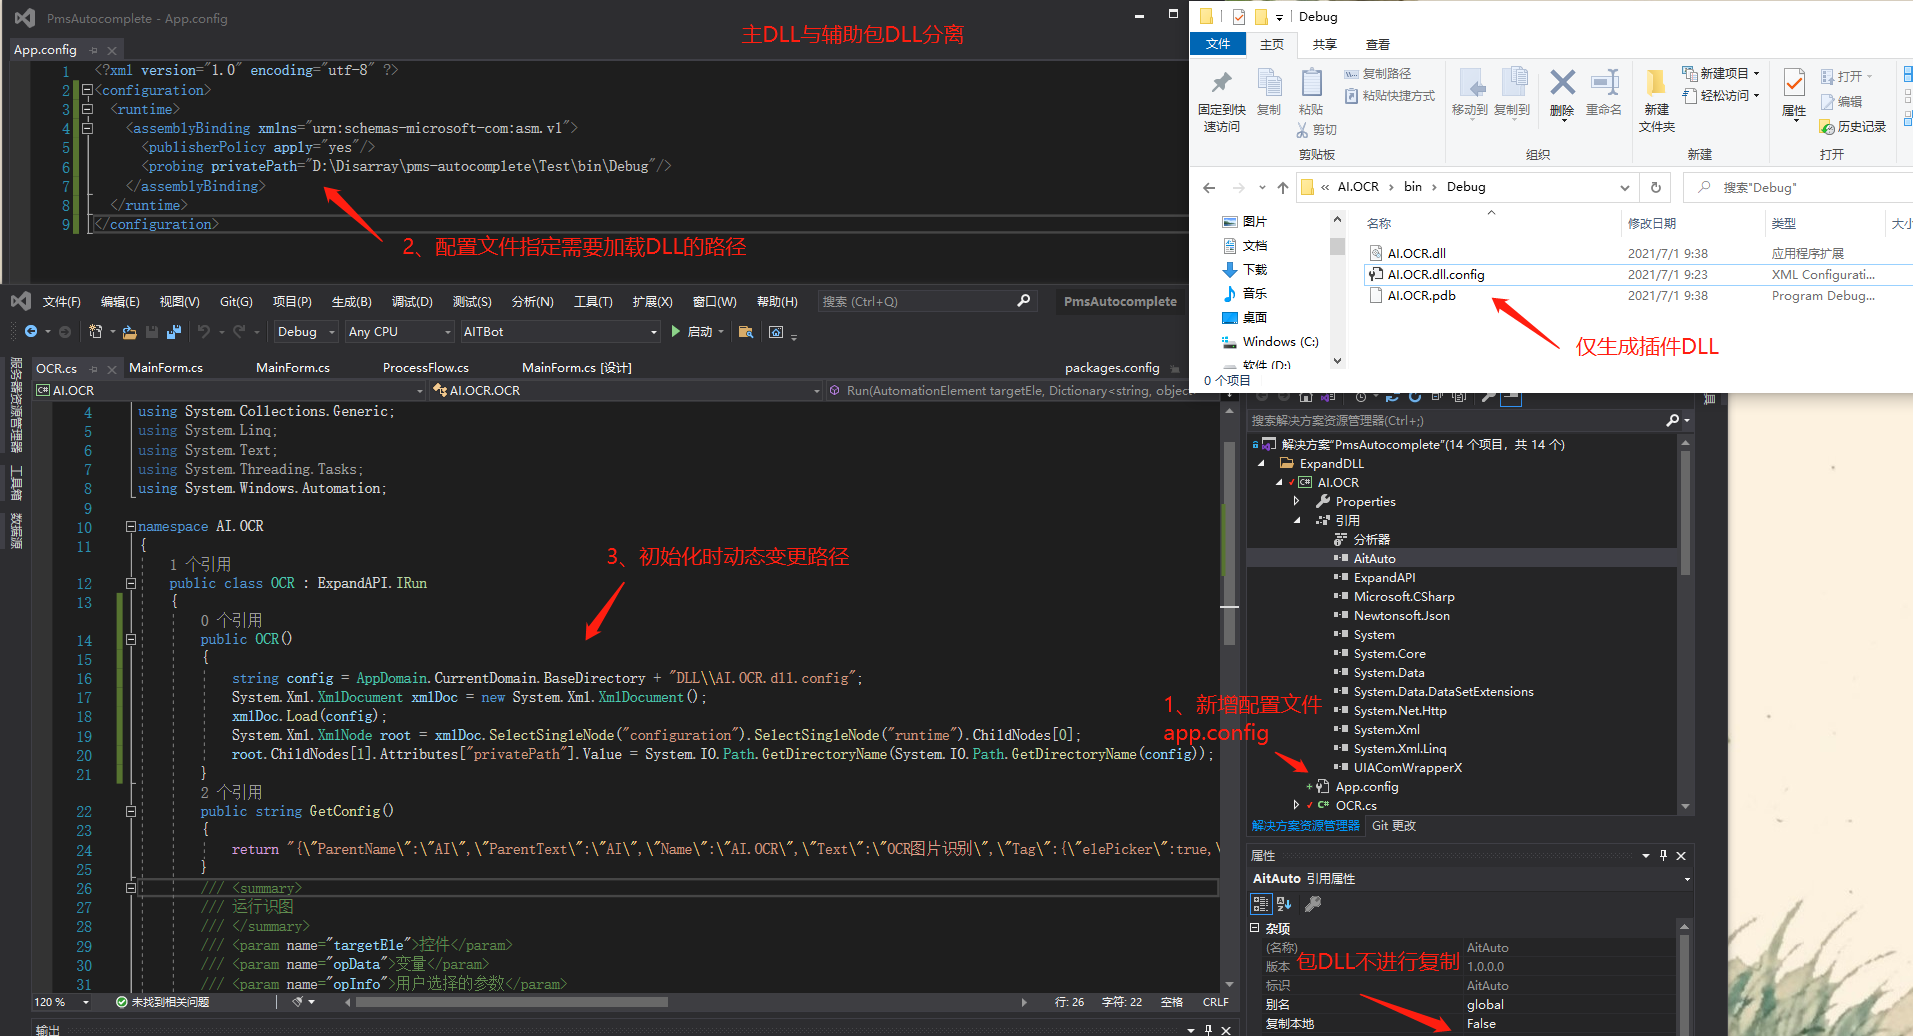 PmsAutocomplete - App.config
主DLL与辅助包DLL分离
App.config
1 <?xml version="1.0" encoding="utf-8" ?>
2 <configuration>
3 <runtime>
4 <assemblyBinding xmlns="urn:schemas-microsoft-com:asm.v1">
5 <publisherPolicy apply="yes"/>
6 <probing privatePath="D:\Disarray\pms-autocomplete\Test\bin\Debug"/>
7 </assemblyBinding>
8 </runtime>
9 </configuration>
2、配置文件指定需要加载DLL的路径
Debug
文件 主页 共享 查看
固定到快速访问 复制 粘贴 复制路径 粘贴快捷方式 剪切
移动到 复制到 删除 重命名 新建文件夹 新建项目 轻松访问
属性 打开 编辑 历史记录
剪贴板 组织 新建 打开
« AI.OCR › bin › Debug
搜索"Debug"
图片
文档
下载
音乐
桌面
Windows (C:)
软件 (D:)
名称 修改日期 类型 大小
AI.OCR.dll 2021/7/1 9:38 应用程序扩展
AI.OCR.dll.config 2021/7/1 9:23 XML Configurati...
AI.OCR.pdb 2021/7/1 9:38 Program Debug...
仅生成插件DLL
0 个项目
文件(F) 编辑(E) 视图(V) Git(G) 项目(P) 生成(B) 调试(D) 测试(S) 分析(N) 工具(T) 扩展(X) 窗口(W) 帮助(H) 搜索 (Ctrl+Q) PmsAutocomplete
Debug Any CPU AITBot 启动
服务器资源管理器
工具箱
数据源
OCR.cs MainForm.cs MainForm.cs ProcessFlow.cs MainForm.cs [设计] packages.config
AI.OCR AI.OCR.OCR Run(AutomationElement targetEle, Dictionary<string, object
4 using System.Collections.Generic;
5 using System.Linq;
6 using System.Text;
7 using System.Threading.Tasks;
8 using System.Windows.Automation;
9
10 namespace AI.OCR
11 {
1 个引用
12 public class OCR : ExpandAPI.IRun
13 {
0 个引用
14 public OCR()
15 {
16 string config = AppDomain.CurrentDomain.BaseDirectory + "DLL\\AI.OCR.dll.config";
17 System.Xml.XmlDocument xmlDoc = new System.Xml.XmlDocument();
18 xmlDoc.Load(config);
19 System.Xml.XmlNode root = xmlDoc.SelectSingleNode("configuration").SelectSingleNode("runtime").ChildNodes[0];
20 root.ChildNodes[1].Attributes["privatePath"].Value = System.IO.Path.GetDirectoryName(System.IO.Path.GetDirectoryName(config));
21 }
2 个引用
22 public string GetConfig()
23 {
24 return "{\"ParentName\":\"AI\",\"ParentText\":\"AI\",\"Name\":\"AI.OCR\",\"Text\":\"OCR图片识别\",\"Tag\":{\"elePicker\":true,\
25 }
26 /// <summary>
27 /// 运行识图
28 /// </summary>
29 /// <param name="targetEle">控件</param>
30 /// <param name="opData">变量</param>
31 /// <param name="opInfo">用户选择的参数</param>
3、初始化时动态变更路径
120 % 未找到相关问题 行: 26 字符: 22 空格 CRLF
输出
搜索解决方案资源管理器(Ctrl+;)
解决方案"PmsAutocomplete"(14 个项目，共 14 个)
ExpandDLL
AI.OCR
Properties
引用
分析器
AitAuto
ExpandAPI
Microsoft.CSharp
Newtonsoft.Json
System
System.Core
System.Data
System.Data.DataSetExtensions
System.Net.Http
System.Xml
System.Xml.Linq
UIAComWrapperX
App.config
OCR.cs
1、新增配置文件
app.config
解决方案资源管理器 Git 更改
属性
AitAuto 引用属性
杂项
(名称) AitAuto
版本 1.0.0.0
标识 AitAuto
别名 global
复制本地 False
包DLL不进行复制